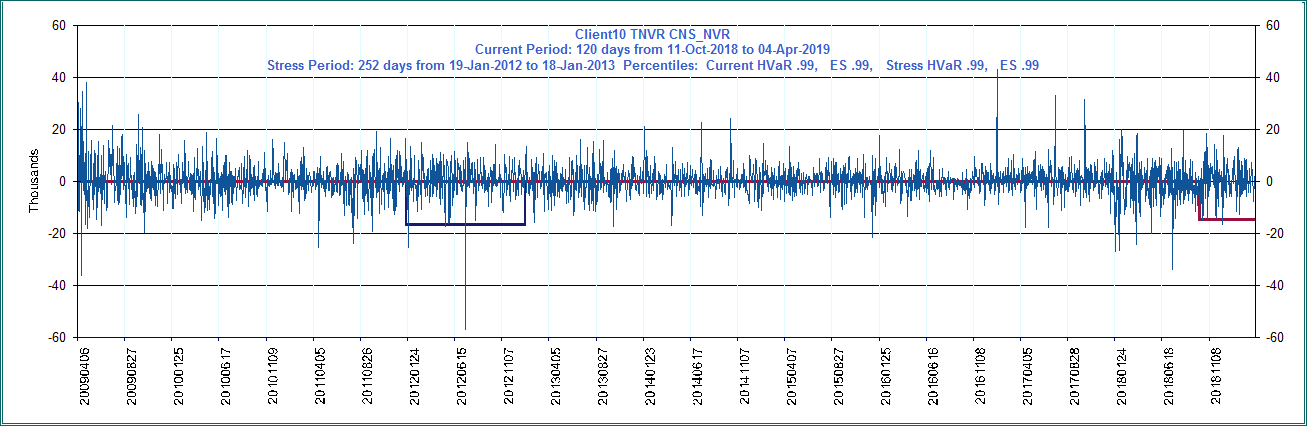 Client10 TNVR CNS_NVR
Current Period: 120 days from 11-Oct-2018 to 04-Apr-2019
Stress Period: 252 days from 19-Jan-2012 to 18-Jan-2013  Percentiles:  Current HVaR .99,   ES .99,   Stress HVaR .99,   ES .99
60 60
40 40
20 20
0 0
-20 -20
-40 -40
-60 -60
Thousands
20090406 20090827 20100125 20100617 20101109 20110405 20110826 20120124 20120615 20121107 20130405 20130827 20140123 20140617 20141107 20150407 20150827 20160125 20160616 20161108 20170405 20170828 20180124 20180618 20181108